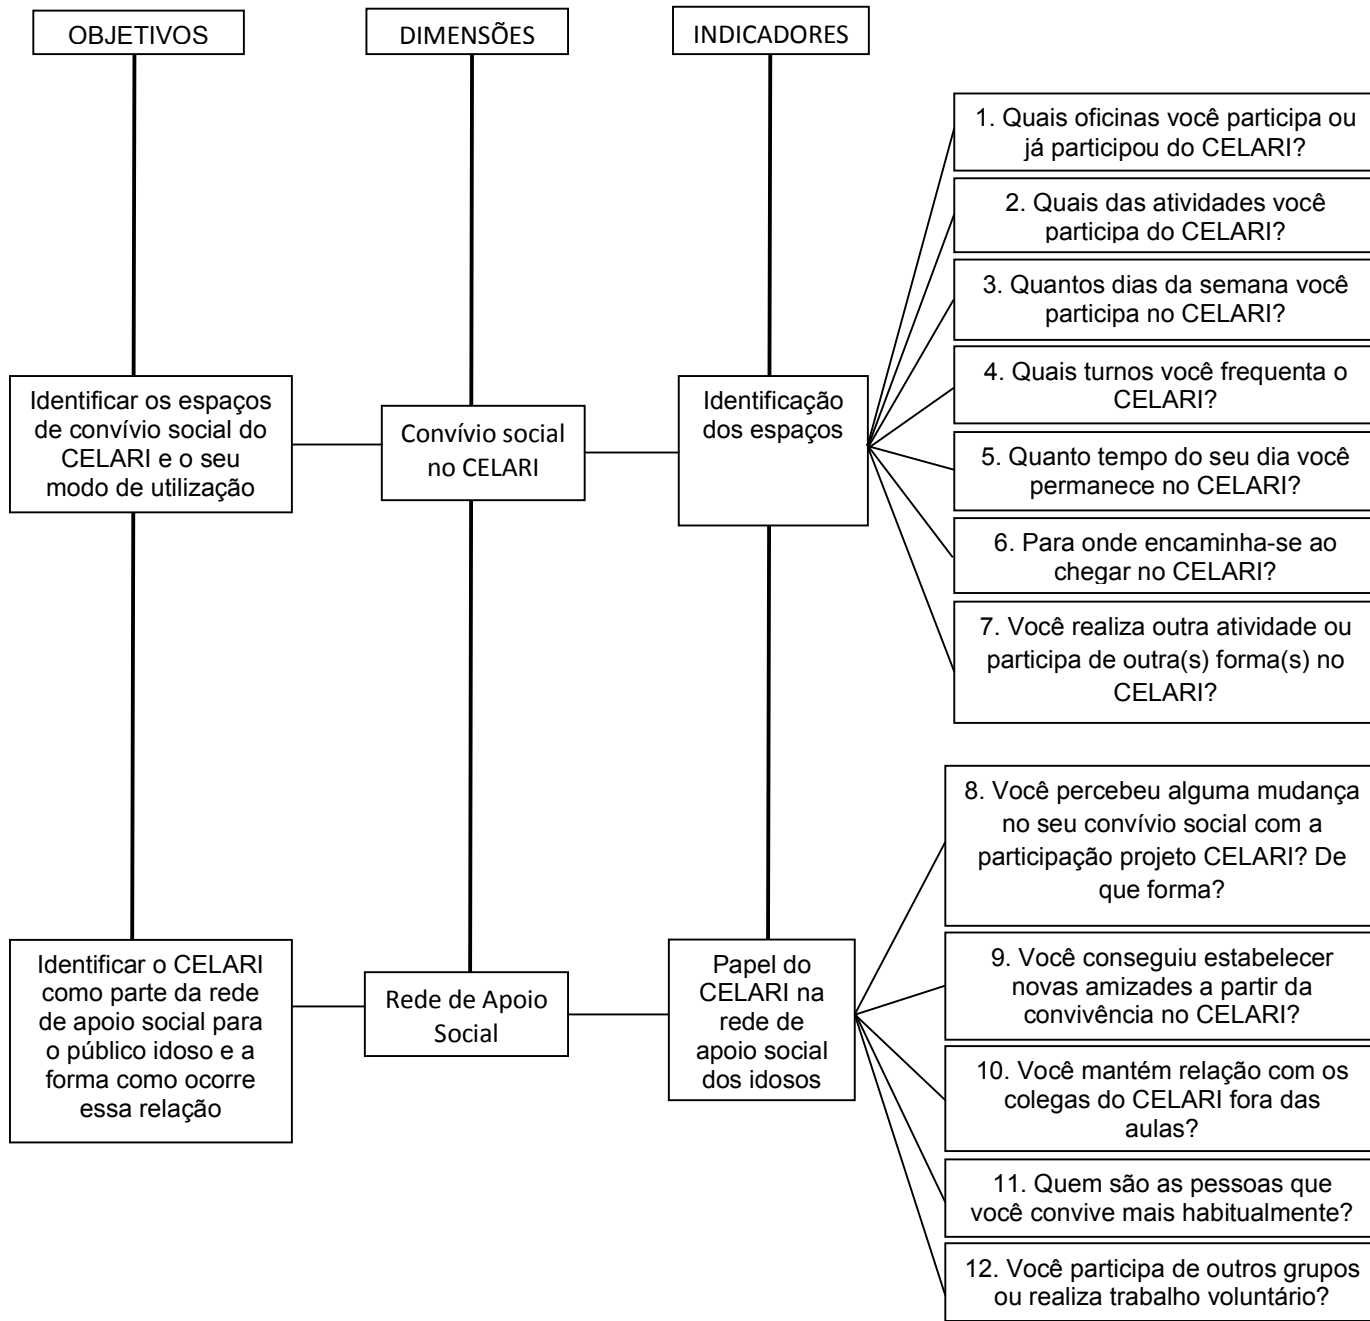 OBJETIVOS
DIMENSÕES
INDICADORES
Identificar os espaços
de convívio social do
CELARI e o seu
modo de utilização
Convívio social
no CELARI
Identificação
dos espaços
1. Quais oficinas você participa ou
já participou do CELARI?
2. Quais das atividades você
participa do CELARI?
3. Quantos dias da semana você
participa no CELARI?
4. Quais turnos você frequenta o
CELARI?
5. Quanto tempo do seu dia você
permanece no CELARI?
6. Para onde encaminha-se ao
chegar no CELARI?
7. Você realiza outra atividade ou
participa de outra(s) forma(s) no
CELARI?
Identificar o CELARI
como parte da rede
de apoio social para
o público idoso e a
forma como ocorre
essa relação
Rede de Apoio
Social
Papel do
CELARI na
rede de
apoio social
dos idosos
8. Você percebeu alguma mudança
no seu convívio social com a
participação projeto CELARI? De
que forma?
9. Você conseguiu estabelecer
novas amizades a partir da
convivência no CELARI?
10. Você mantém relação com os
colegas do CELARI fora das
aulas?
11. Quem são as pessoas que
você convive mais habitualmente?
12. Você participa de outros grupos
ou realiza trabalho voluntário?